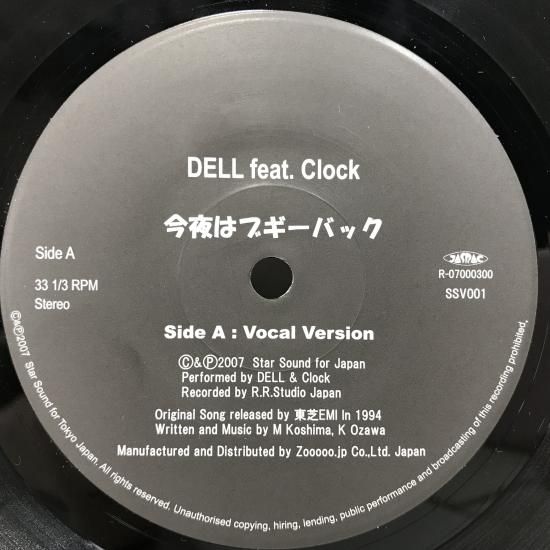 DELL feat. Clock
今夜はブギーバック
Side A
33 1/3 RPM
Stereo
JASRAC
R-07000300
SSV001
Side A : Vocal Version
Ⓒ&Ⓟ2007 Star Sound for Japan
Performed by DELL & Clock
Recorded by R.R.Studio Japan
Original Song released by 東芝EMI In 1994
Written and Music by M Koshima, K Ozawa
Manufactured and Distributed by Zooooo.jp Co.,Ltd. Japan
Ⓒ&Ⓟ2007 Star Sound for Tokyo Japan. All rights reserved. Unauthorised copying, hiring, lending, public performance and broadcasting of this recording prohibited.